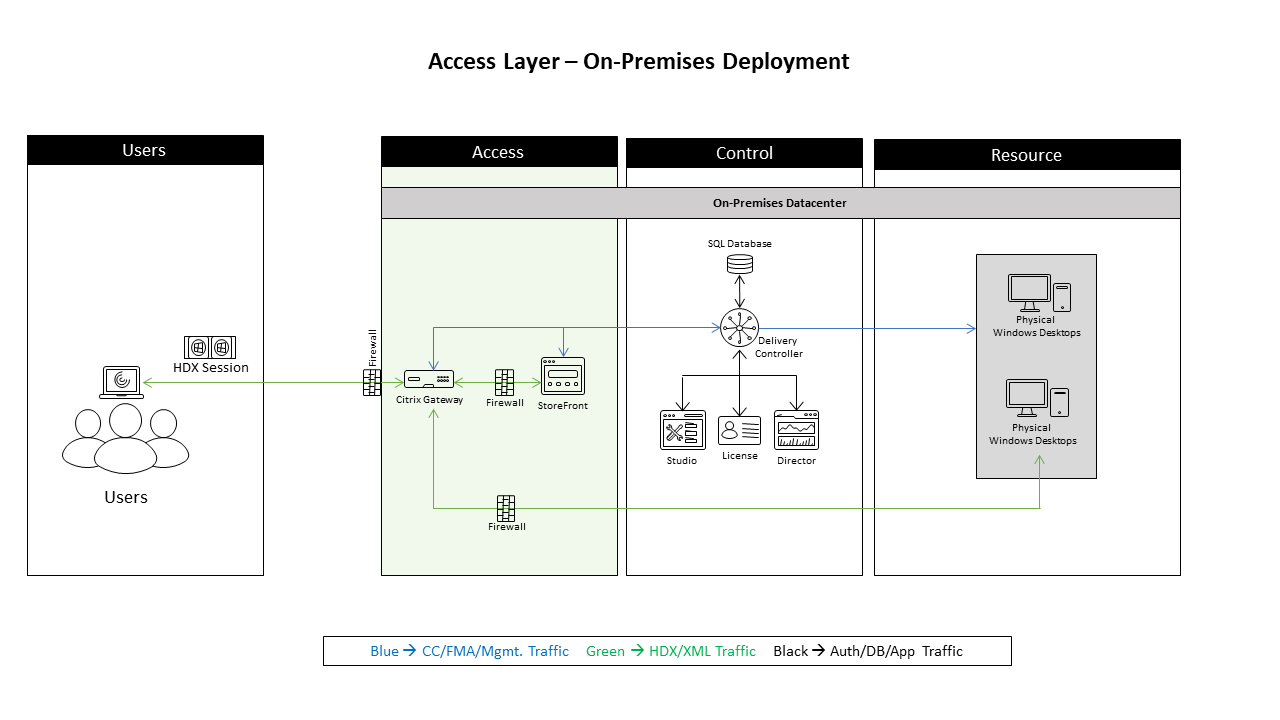 Access Layer – On-Premises Deployment
Users
Access
Control
Resource
On-Premises Datacenter
SQL Database
Physical
Windows Desktops
Firewall
HDX Session
Delivery
Controller
Citrix Gateway
Firewall
StoreFront
Physical
Windows Desktops
Studio
License
Director
Users
Firewall
Blue → CC/FMA/Mgmt. Traffic Green → HDX/XML Traffic Black → Auth/DB/App Traffic